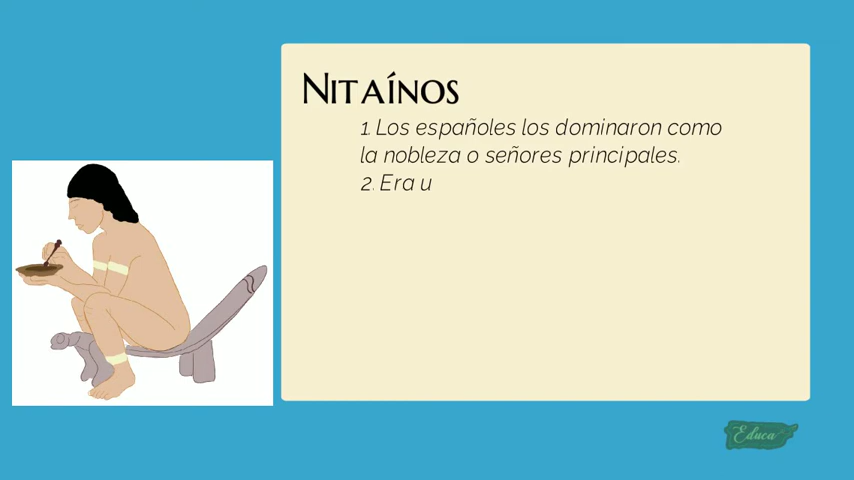 Nitaínos
1. Los españoles los dominaron como
la nobleza o señores principales.
2. Era u
Educa